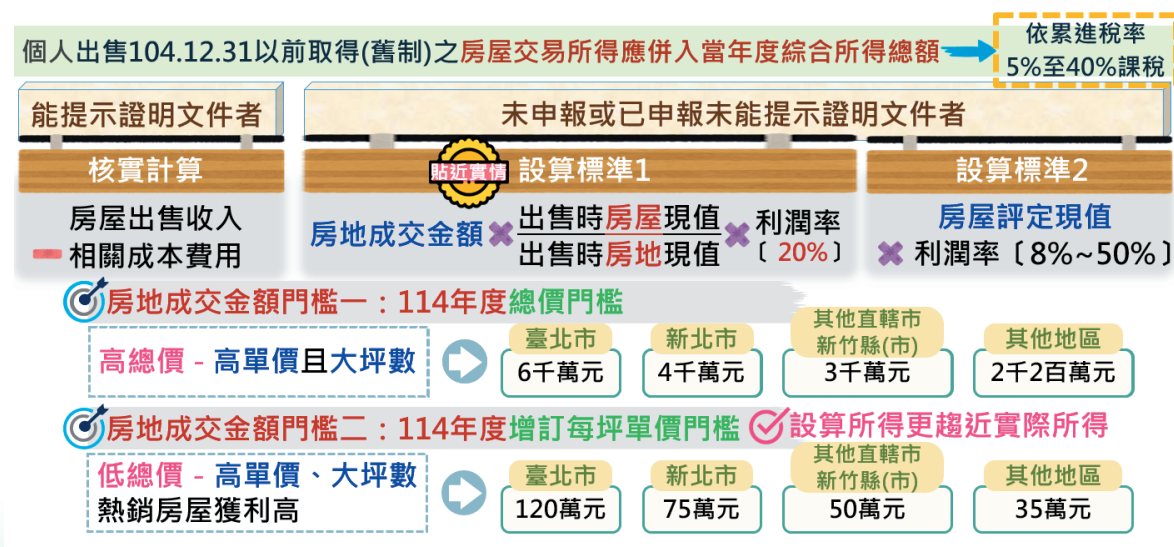 個人出售104.12.31以前取得(舊制)之房屋交易所得應併入當年度綜合所得總額
依累進稅率
5%至40%課稅
能提示證明文件者
未申報或已申報未能提示證明文件者
核實計算
貼近實情
設算標準1
設算標準2
房屋出售收入
相關成本費用
房地成交金額
出售時房屋現值
出售時房地現值
利潤率
〔20%〕
房屋評定現值
利潤率〔8%~50%〕
房地成交金額門檻一：114年度總價門檻
高總價-高單價且大坪數
臺北市
6千萬元
新北市
4千萬元
其他直轄市
新竹縣(市)
3千萬元
其他地區
2千2百萬元
房地成交金額門檻二：114年度增訂每坪單價門檻
設算所得更趨近實際所得
低總價-高單價、大坪數
熱銷房屋獲利高
臺北市
120萬元
新北市
75萬元
其他直轄市
新竹縣(市)
50萬元
其他地區
35萬元